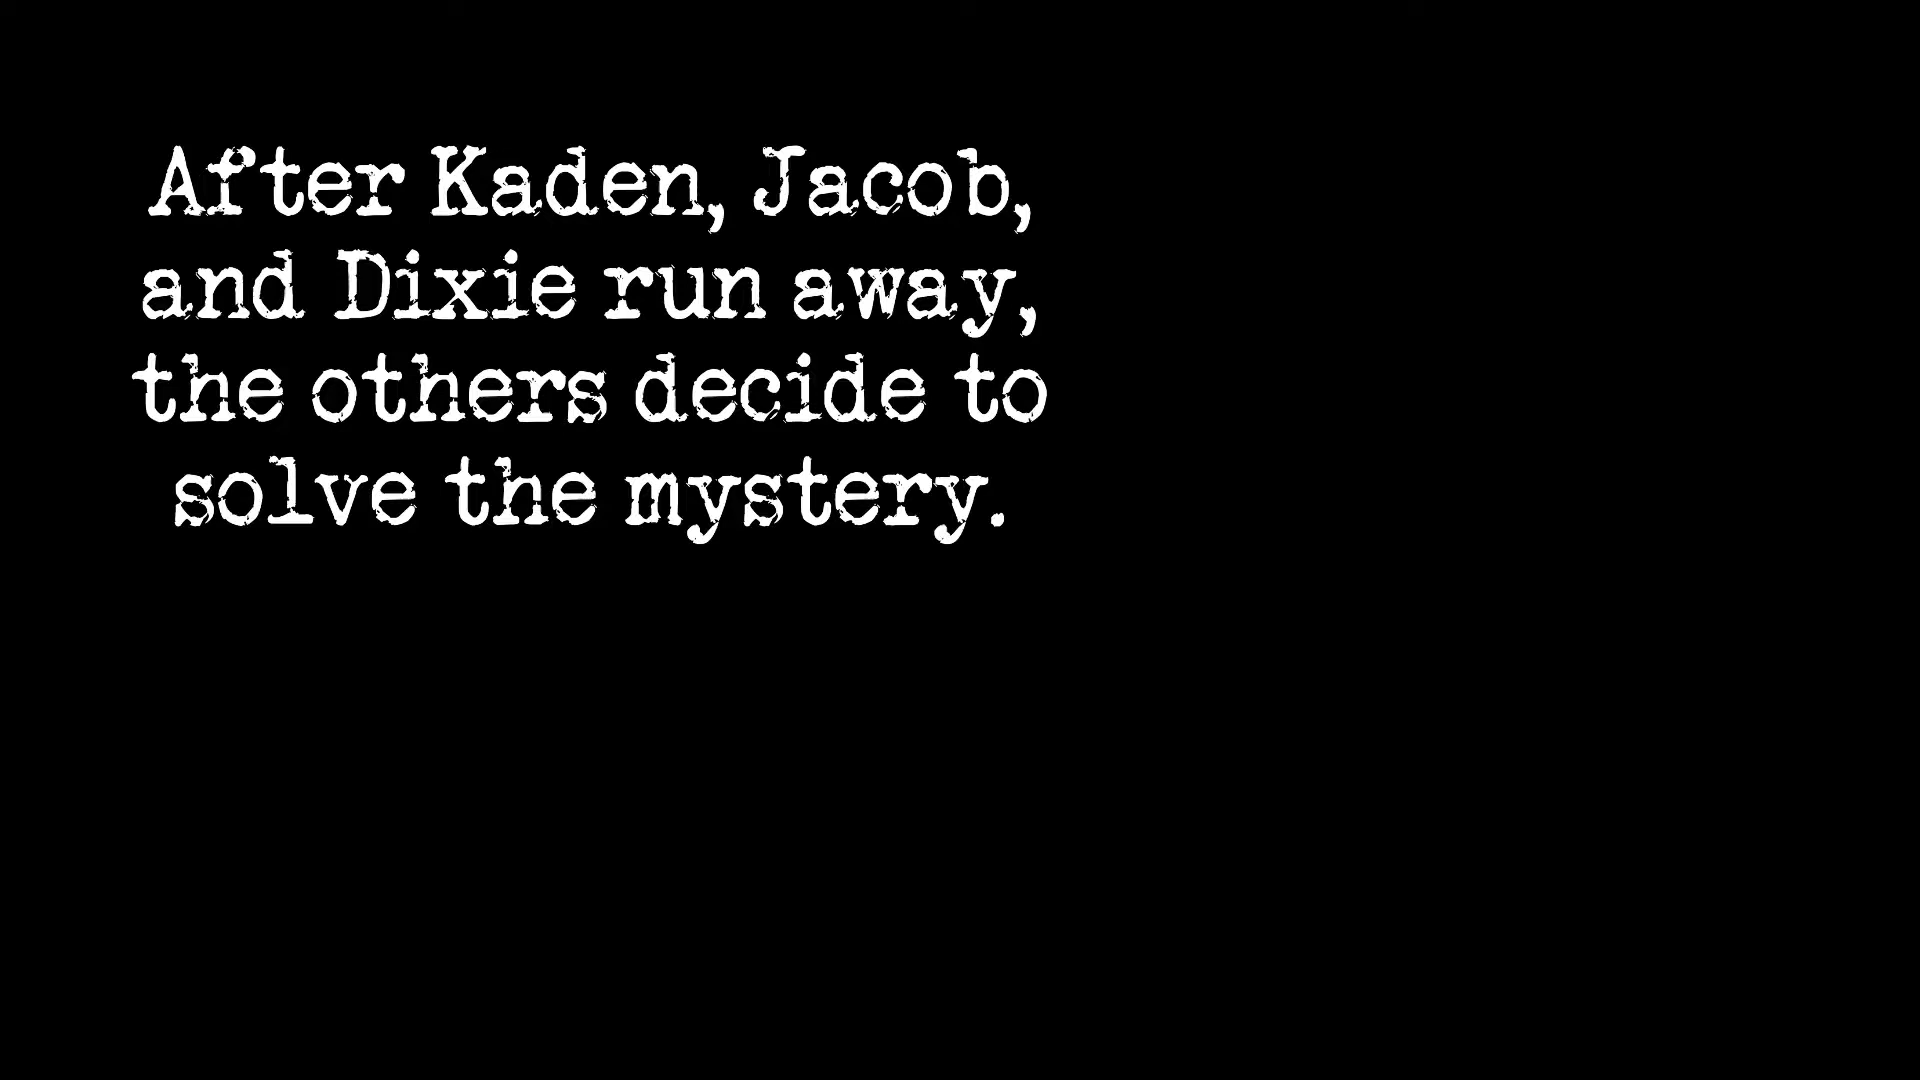 After Kaden, Jacob,
and Dixie run away,
the others decide to
solve the mystery.